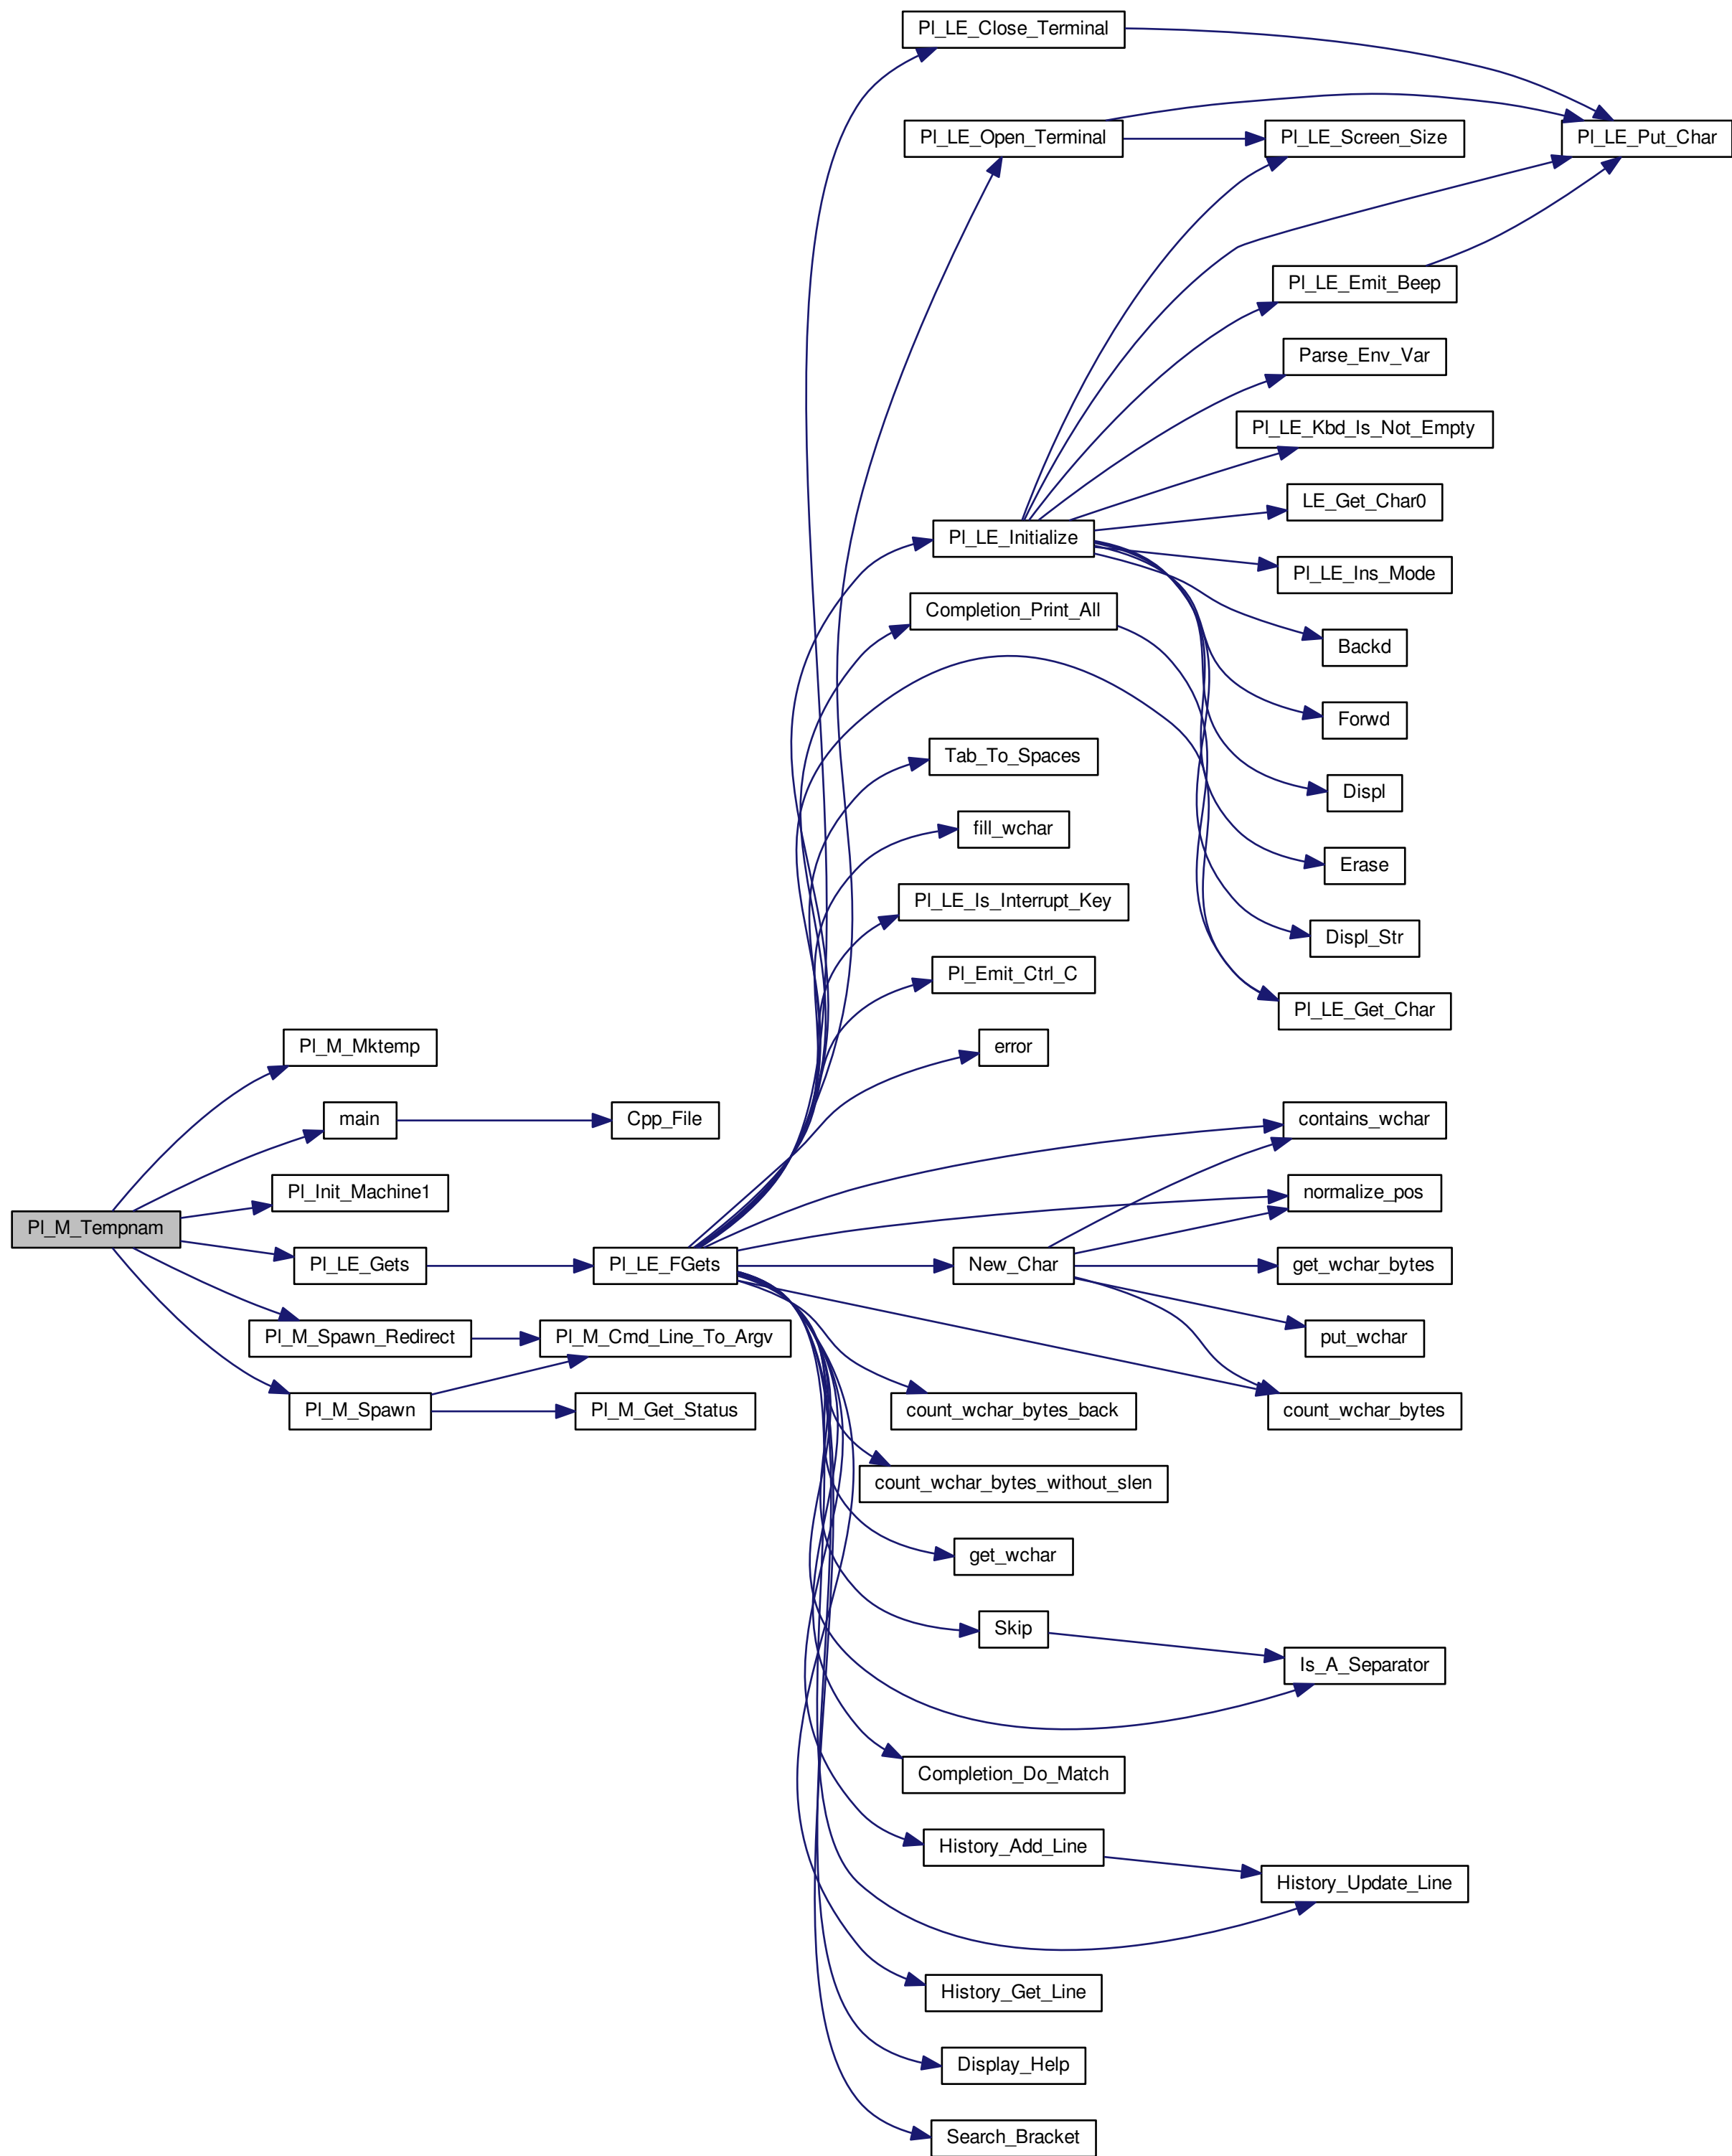 Pl_LE_Close_Terminal
Pl_LE_Open_Terminal
Pl_LE_Screen_Size
Pl_LE_Put_Char
Pl_LE_Emit_Beep
Parse_Env_Var
Pl_LE_Kbd_Is_Not_Empty
LE_Get_Char0
Pl_LE_Initialize
Pl_LE_Ins_Mode
Completion_Print_All
Backd
Forwd
Tab_To_Spaces
Displ
fill_wchar
Erase
Pl_LE_Is_Interrupt_Key
Displ_Str
Pl_Emit_Ctrl_C
Pl_LE_Get_Char
Pl_M_Mktemp
error
main
Cpp_File
contains_wchar
Pl_Init_Machine1
normalize_pos
Pl_M_Tempnam
Pl_LE_Gets
Pl_LE_FGets
New_Char
get_wchar_bytes
Pl_M_Spawn_Redirect
Pl_M_Cmd_Line_To_Argv
put_wchar
Pl_M_Spawn
Pl_M_Get_Status
count_wchar_bytes_back
count_wchar_bytes
count_wchar_bytes_without_slen
get_wchar
Skip
Is_A_Separator
Completion_Do_Match
History_Add_Line
History_Update_Line
History_Get_Line
Display_Help
Search_Bracket